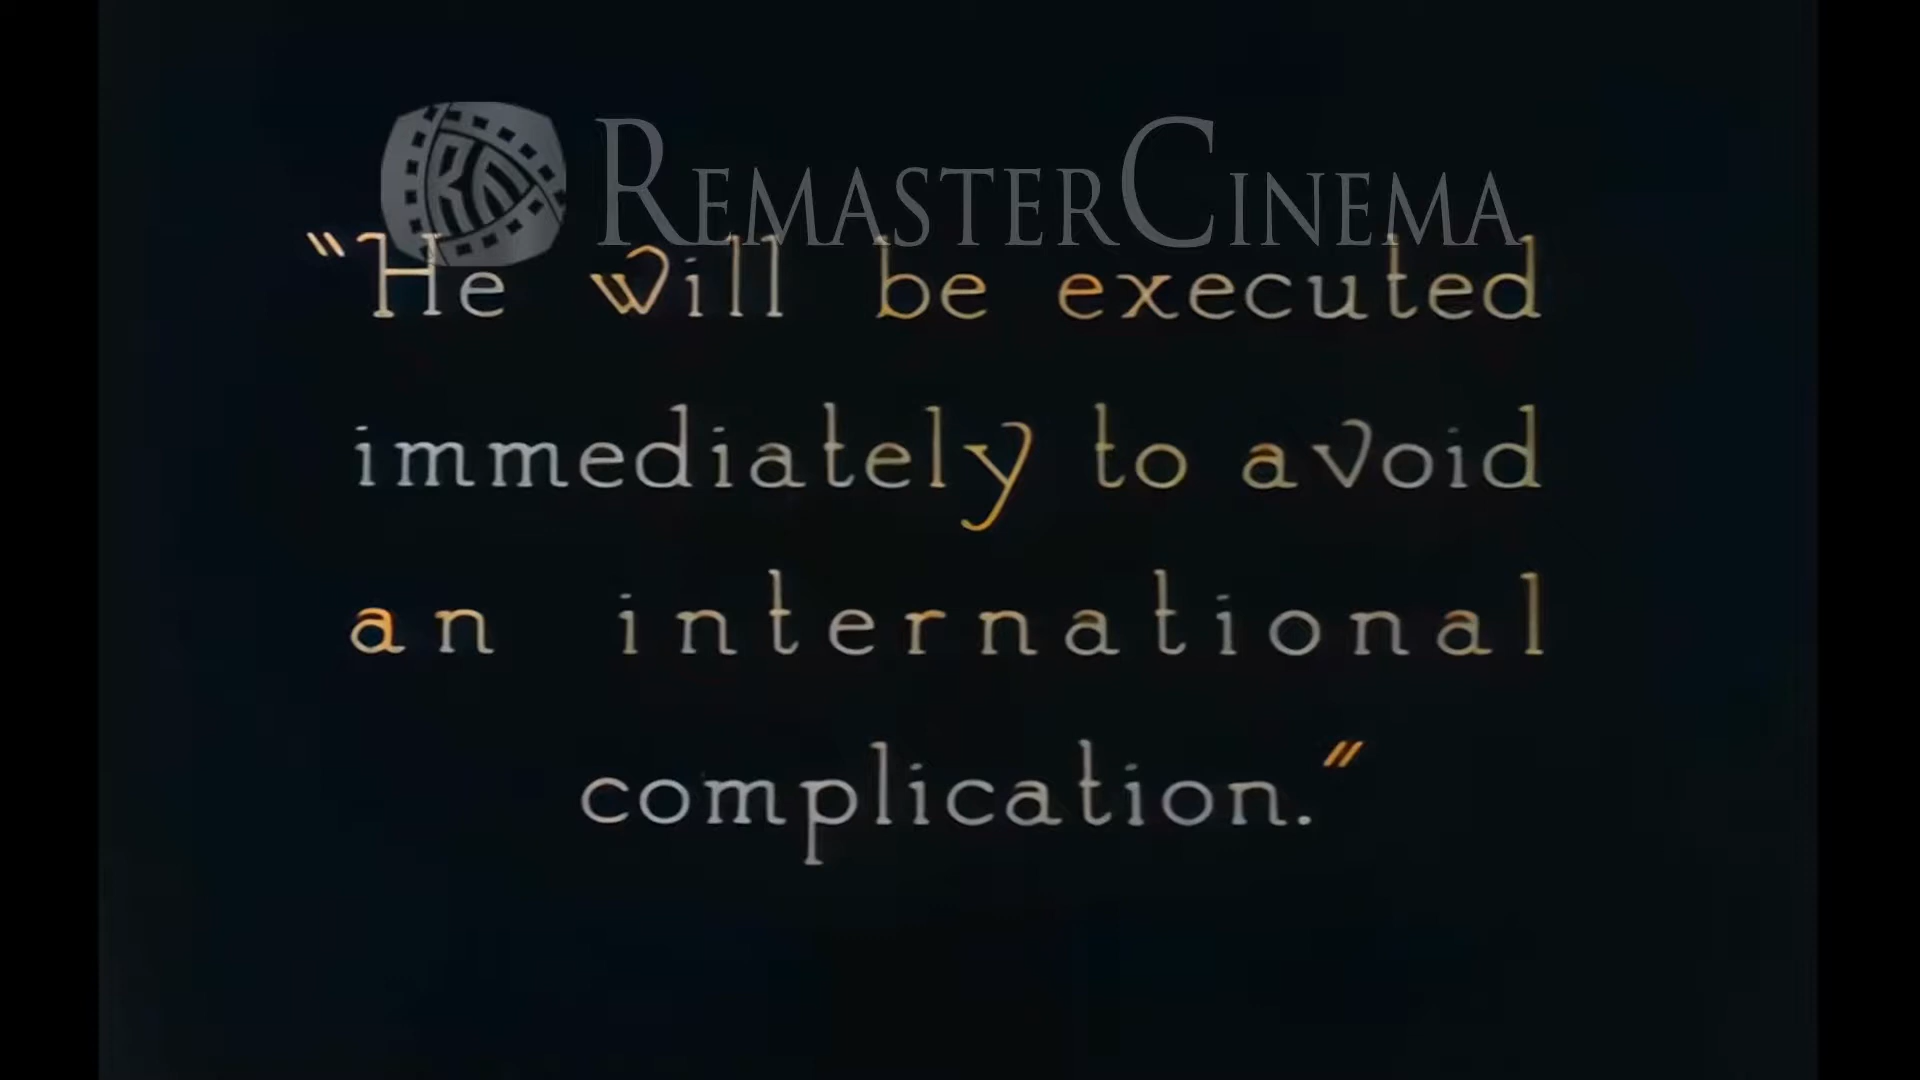 REMASTERCINEMA
"He will be executed
immediately to avoid
an international
complication."